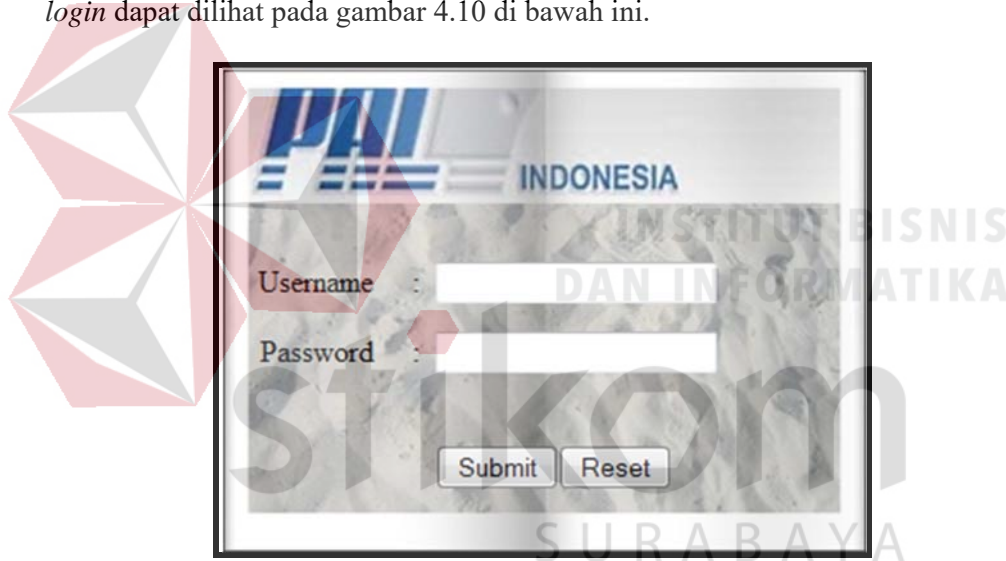 login dapat dilihat pada gambar 4.10 di bawah ini.
PAL
INDONESIA
INSTITUT BISNIS
DAN INFORMATIKA
Username :
Password :
stikom
Submit Reset
SURABAYA